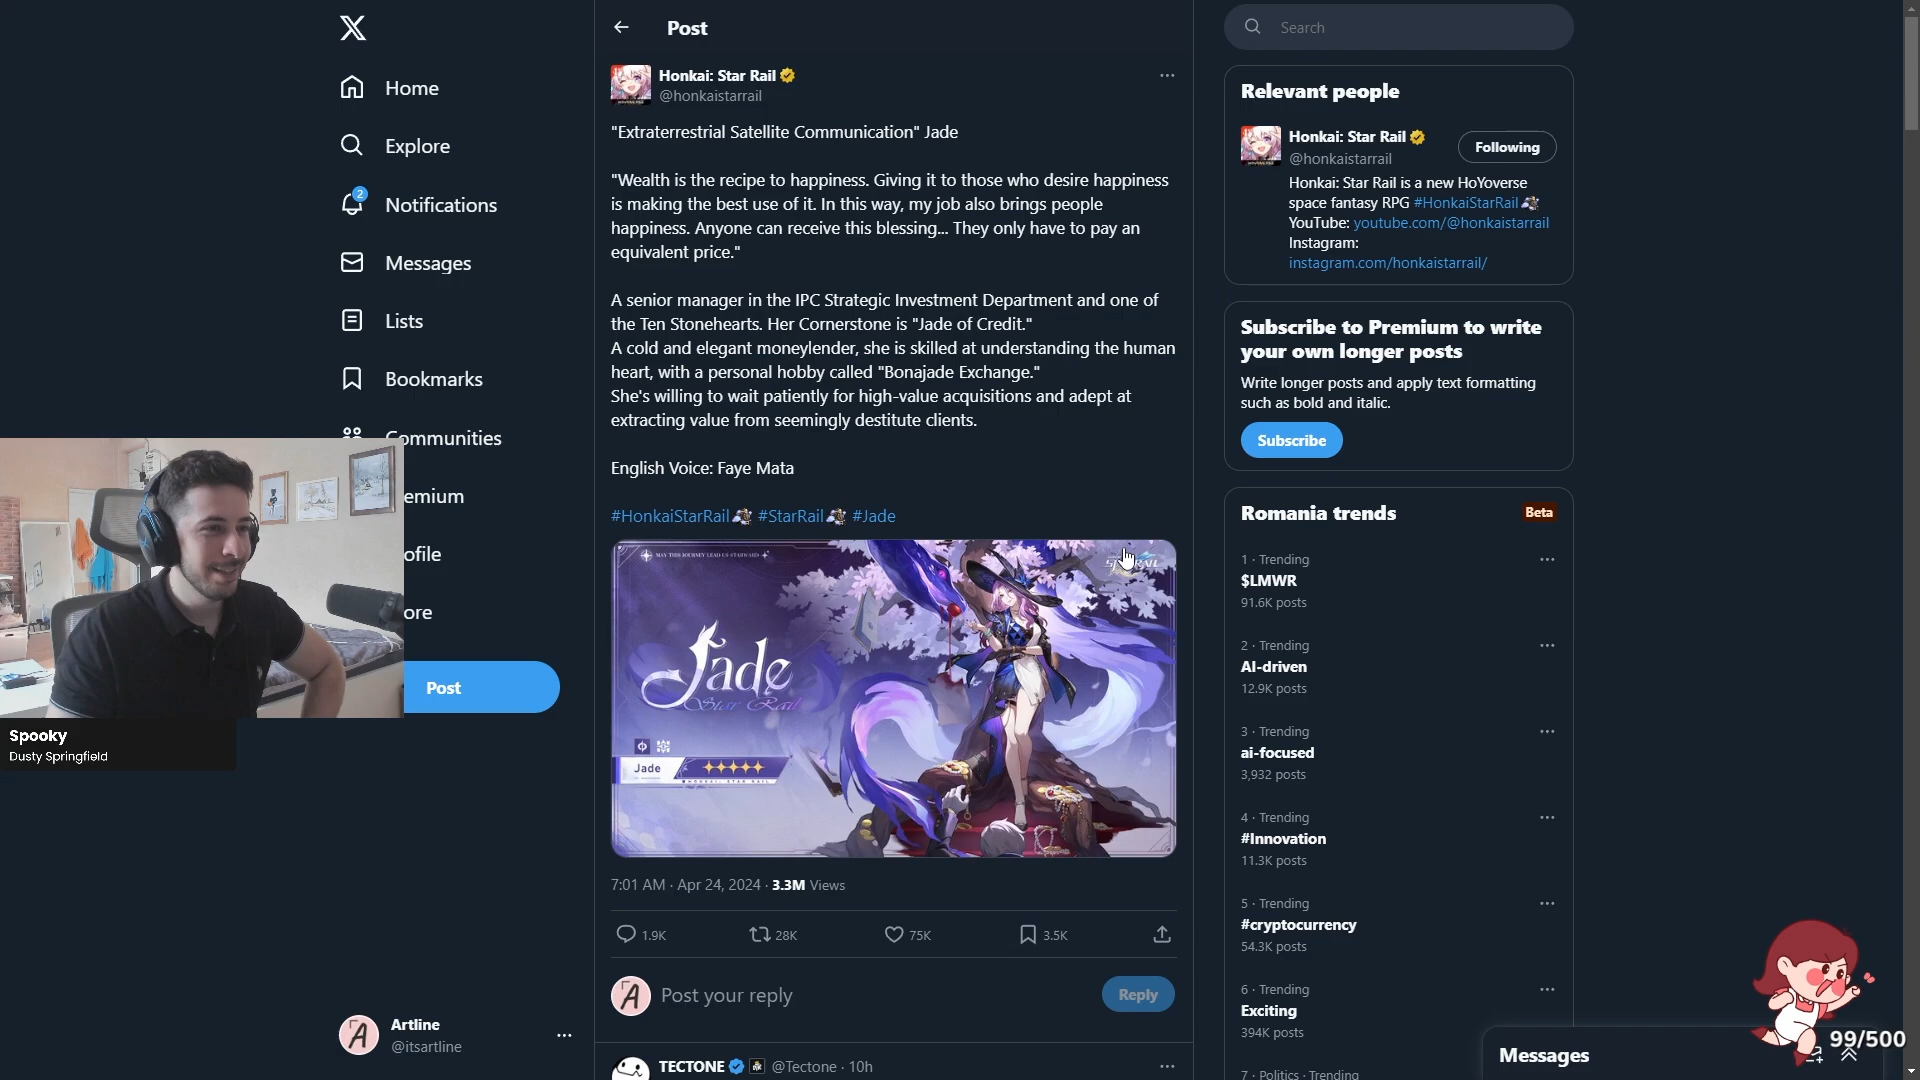 Home
Explore
2
Notifications
Messages
Lists
Bookmarks
Communities
emium
ofile
ore
Post
Spooky
Dusty Springfield
Artline
@itsartline
Post
Honkai: Star Rail
@honkaistarrail
"Extraterrestrial Satellite Communication" Jade
"Wealth is the recipe to happiness. Giving it to those who desire happiness
is making the best use of it. In this way, my job also brings people
happiness. Anyone can receive this blessing... They only have to pay an
equivalent price."
A senior manager in the IPC Strategic Investment Department and one of
the Ten Stonehearts. Her Cornerstone is "Jade of Credit."
A cold and elegant moneylender, she is skilled at understanding the human
heart, with a personal hobby called "Bonajade Exchange."
She's willing to wait patiently for high-value acquisitions and adept at
extracting value from seemingly destitute clients.
English Voice: Faye Mata
#HonkaiStarRail #StarRail #Jade
MAY THIS JOURNEY LEAD US STARWARD
Jade
Star Rail
Jade
HONKAI: STAR RAIL
7:01 AM · Apr 24, 2024 · 3.3M Views
1.9K
28K
75K
3.5K
A
Post your reply
Reply
TECTONE @Tectone · 10h
Search
Relevant people
Honkai: Star Rail
@honkaistarrail
Following
Honkai: Star Rail is a new HoYoverse
space fantasy RPG #HonkaiStarRail
YouTube: youtube.com/@honkaistarrail
Instagram:
instagram.com/honkaistarrail/
Subscribe to Premium to write
your own longer posts
Write longer posts and apply text formatting
such as bold and italic.
Subscribe
Romania trends
Beta
1 · Trending
$LMWR
91.6K posts
2 · Trending
AI-driven
12.9K posts
3 · Trending
ai-focused
3,932 posts
4 · Trending
#Innovation
11.3K posts
5 · Trending
#cryptocurrency
54.3K posts
6 · Trending
Exciting
394K posts
7 · Politics · Trending
Messages
99/500